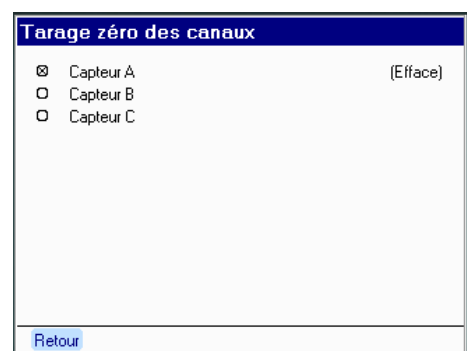 Tarage zéro des canaux
Capteur A (Efface)
Capteur B
Capteur C
Retour